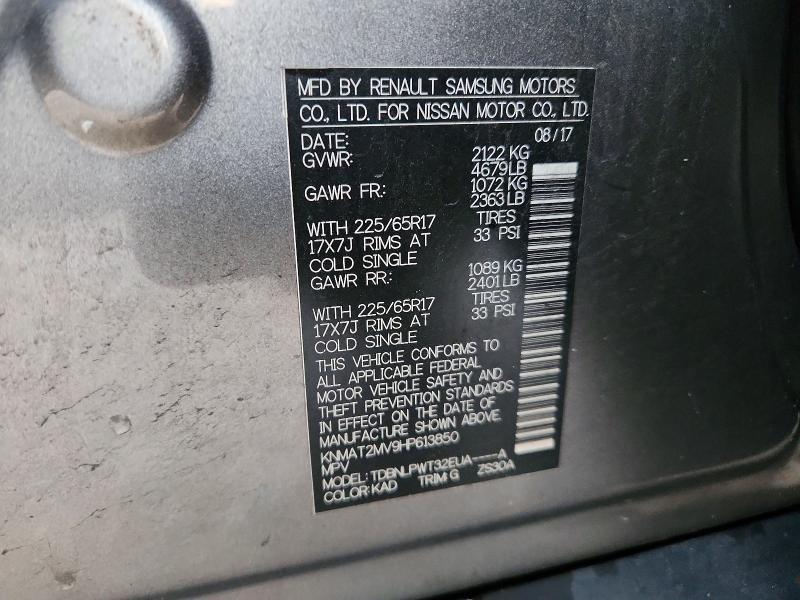 MFD BY RENAULT SAMSUNG MOTORS
CO., LTD. FOR NISSAN MOTOR CO., LTD.
DATE: 08/17
GVWR: 2122 KG
4679 LB
GAWR FR: 1072 KG
2363 LB
WITH 225/65R17 TIRES
17X7J RIMS AT 33 PSI
COLD SINGLE
GAWR RR: 1089 KG
2401 LB
WITH 225/65R17 TIRES
17X7J RIMS AT 33 PSI
COLD SINGLE
THIS VEHICLE CONFORMS TO
ALL APPLICABLE FEDERAL
MOTOR VEHICLE SAFETY AND
THEFT PREVENTION STANDARDS
IN EFFECT ON THE DATE OF
MANUFACTURE SHOWN ABOVE.
KNMAT2MV9HP613850
MPV
MODEL: TDBNLPWT32EUA----A
COLOR: KAD TRIM: G ZS30A